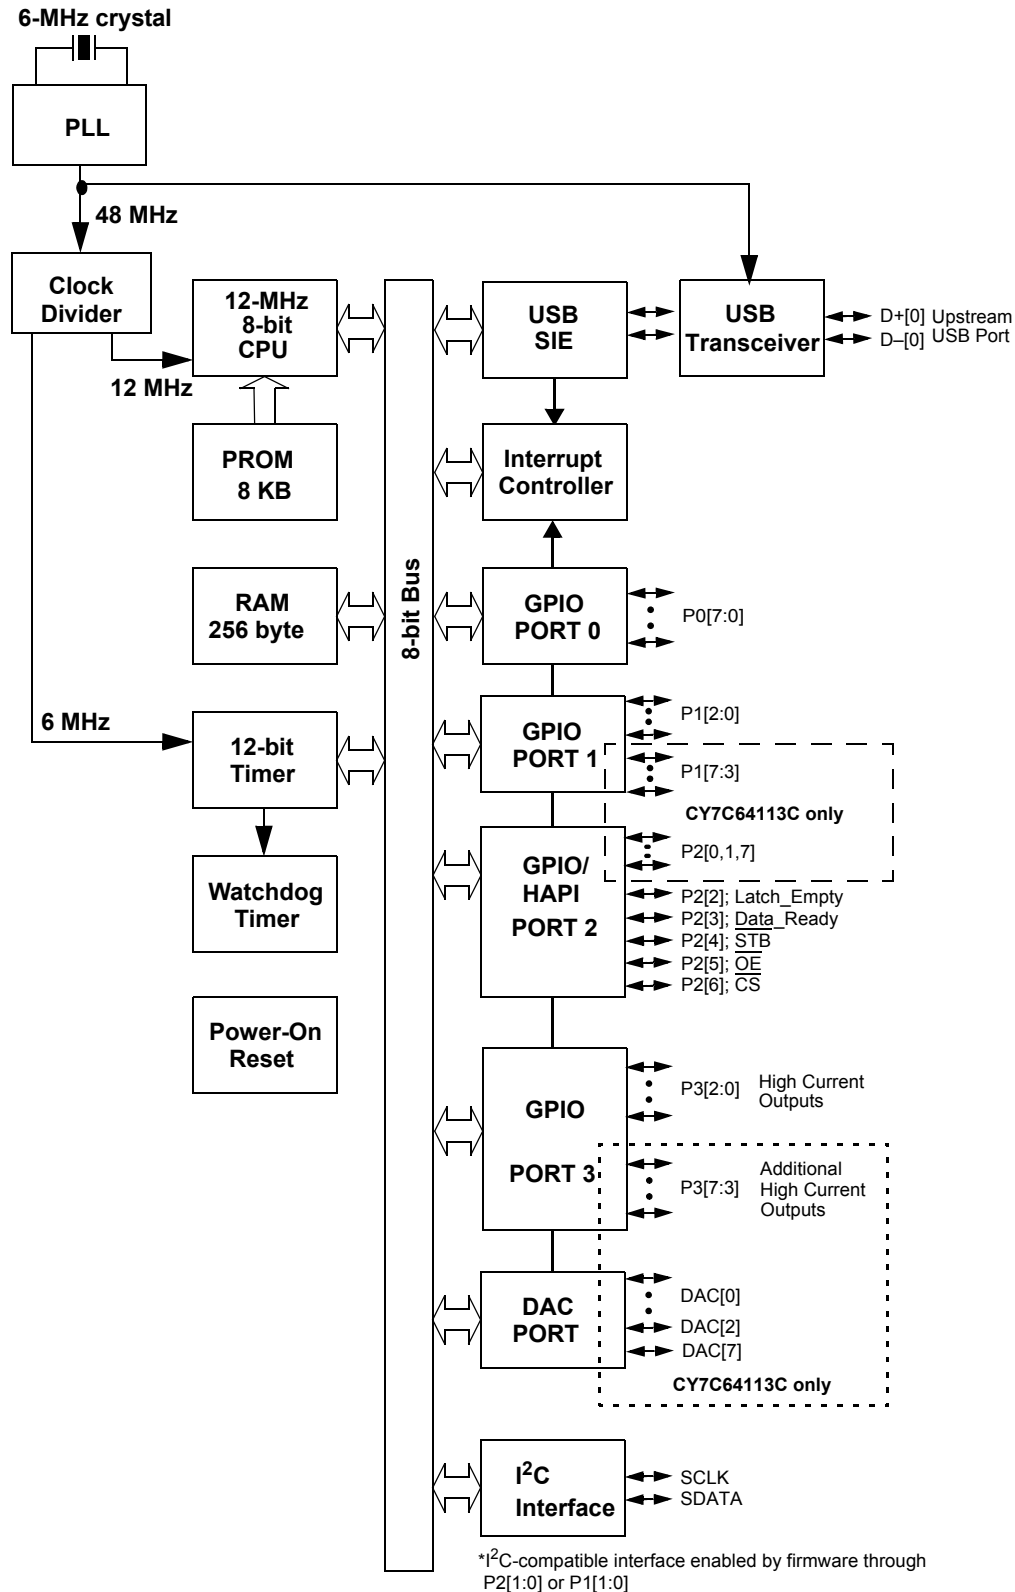 6-MHz crystal
PLL
48 MHz
Clock
Divider
12-MHz
8-bit
CPU
USB
SIE
USB
Transceiver
D+[0] Upstream
D–[0] USB Port
12 MHz
PROM
8 KB
Interrupt
Controller
8-bit Bus
RAM
256 byte
GPIO
PORT 0
P0[7:0]
6 MHz
12-bit
Timer
GPIO
PORT 1
P1[2:0]
P1[7:3]
CY7C64113C only
P2[0,1,7]
GPIO/
HAPI
PORT 2
P2[2]; Latch_Empty
P2[3]; Data_Ready
P2[4]; STB
P2[5]; OE
P2[6]; CS
Watchdog
Timer
Power-On
Reset
GPIO
PORT 3
P3[2:0]
High Current
Outputs
P3[7:3]
Additional
High Current
Outputs
DAC
PORT
DAC[0]
DAC[2]
DAC[7]
CY7C64113C only
I²C
Interface
SCLK
SDATA
*I²C-compatible interface enabled by firmware through
P2[1:0] or P1[1:0]